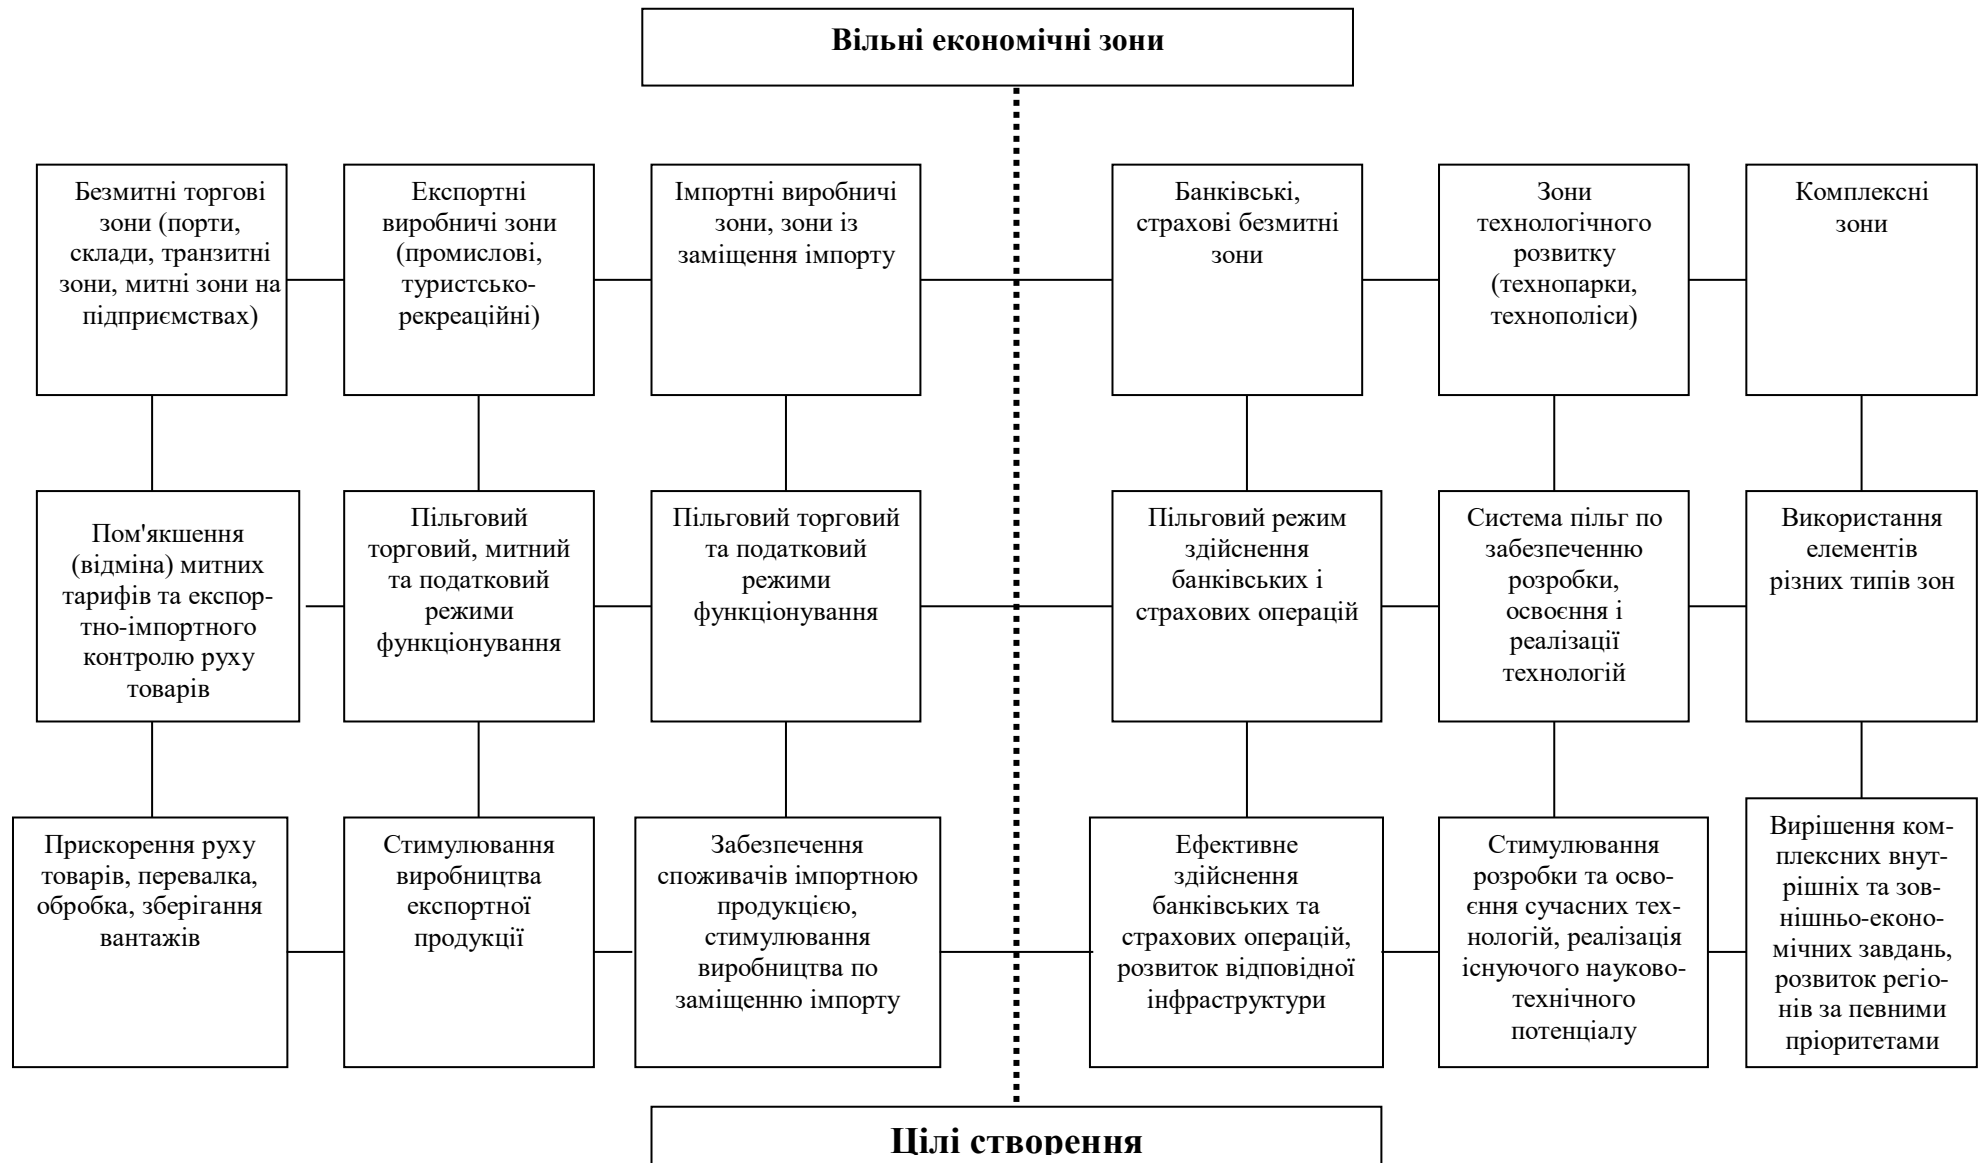 Вільні економічні зони
Безмитні торгові
зони (порти,
склади, транзитні
зони, митні зони на
підприємствах)
Експортні
виробничі зони
(промислові,
туристсько-
рекреаційні)
Імпортні виробничі
зони, зони із
заміщення імпорту
Банківські,
страхові безмитні
зони
Зони
технологічного
розвитку
(технопарки,
технополіси)
Комплексні
зони
Пом'якшення
(відміна) митних
тарифів та експор-
тно-імпортного
контролю руху
товарів
Пільговий
торговий, митний
та податковий
режими
функціонування
Пільговий торговий
та податковий
режими
функціонування
Пільговий режим
здійснення
банківських і
страхових операцій
Система пільг по
забезпеченню
розробки,
освоєння і
реалізації
технологій
Використання
елементів
різних типів зон
Прискорення руху
товарів, перевалка,
обробка, зберігання
вантажів
Стимулювання
виробництва
експортної
продукції
Забезпечення
споживачів імпортною
продукцією,
стимулювання
виробництва по
заміщенню імпорту
Ефективне
здійснення
банківських та
страхових операцій,
розвиток відповідної
інфраструктури
Стимулювання
розробки та осво-
єння сучасних тех-
нологій, реалізація
існуючого науково-
технічного
потенціалу
Вирішення ком-
плексних внут-
рішніх та зов-
нішньо-еконо-
мічних завдань,
розвиток регіо-
нів за певними
пріоритетами
Цілі створення